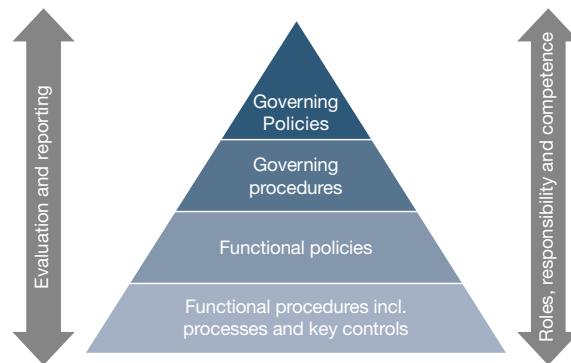 Evaluation and reporting
Governing
Policies
Governing
procedures
Functional policies
Functional procedures incl.
processes and key controls
Roles, responsibility and competence